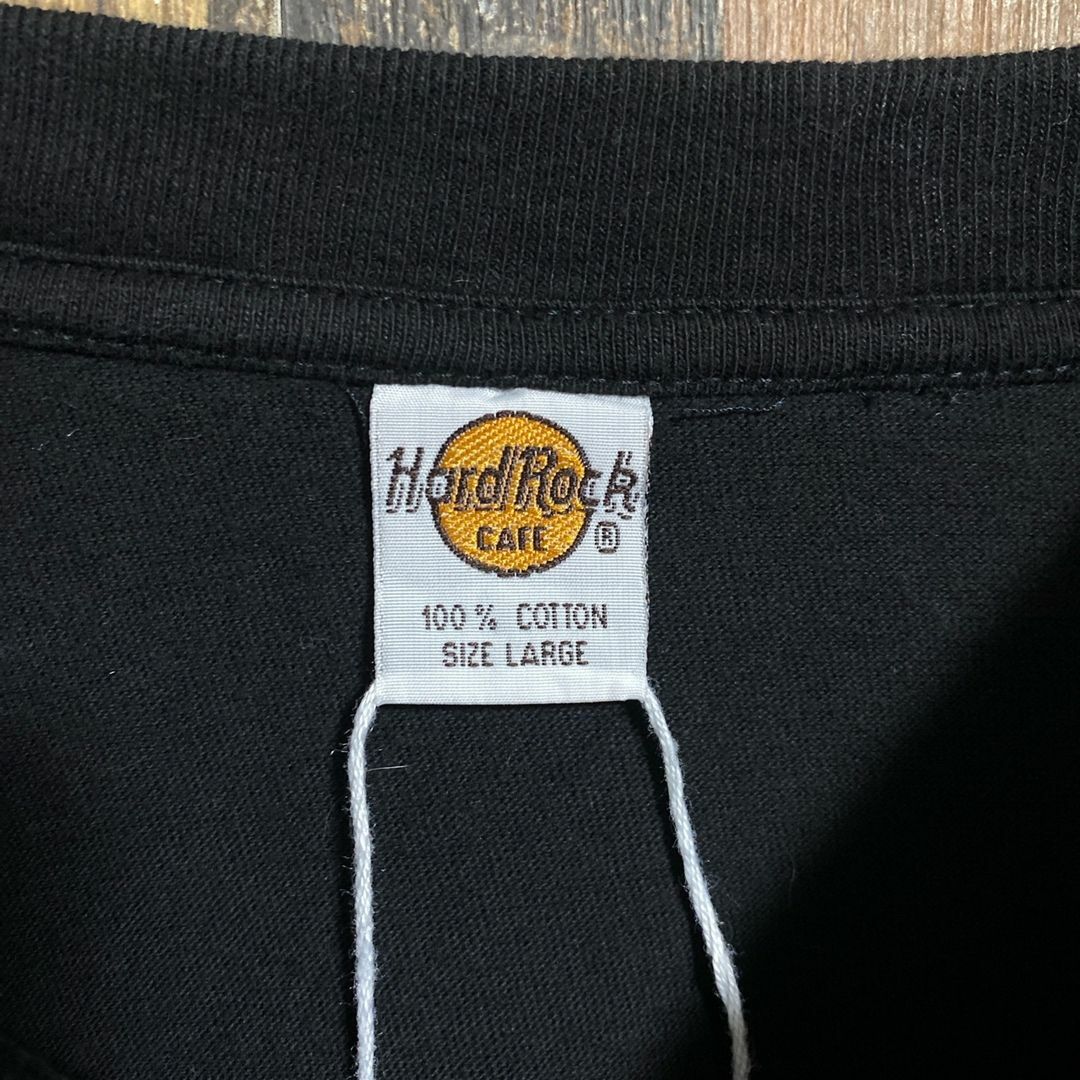 Hard Rock
CAFE ®
100 % COTTON
SIZE LARGE